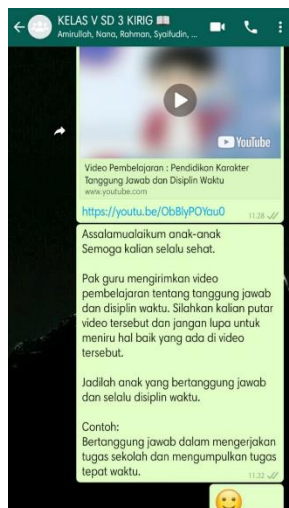 KELAS V SD 3 KIRIG
Amirullah, Nana, Rahman, Syaifudin, ...
YouTube
Video Pembelajaran : Pendidikan Karakter
Tanggung Jawab dan Disiplin Waktu
www.youtube.com
https://youtu.be/ObBlyPOYau0
11.28
Assalamualaikum anak-anak
Semoga kalian selalu sehat.
Pak guru mengirimkan video
pembelajaran tentang tanggung jawab
dan disiplin waktu. Silahkan kalian putar
video tersebut dan jangan lupa untuk
meniru hal baik yang ada di video
tersebut.
Jadilah anak yang bertanggung jawab
dan selalu disiplin waktu.
Contoh:
Bertanggung jawab dalam mengerjakan
tugas sekolah dan mengumpulkan tugas
tepat waktu.
11.32